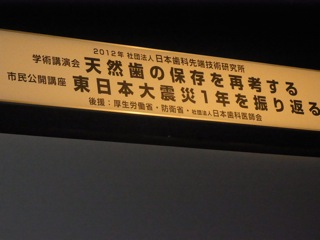 2012年 社団法人日本歯科先端技術研究所
学術講演会 天然歯の保存を再考する
市民公開講座 東日本大震災1年を振り返る
後援:厚生労働省・防衛省・社団法人日本歯科医師会